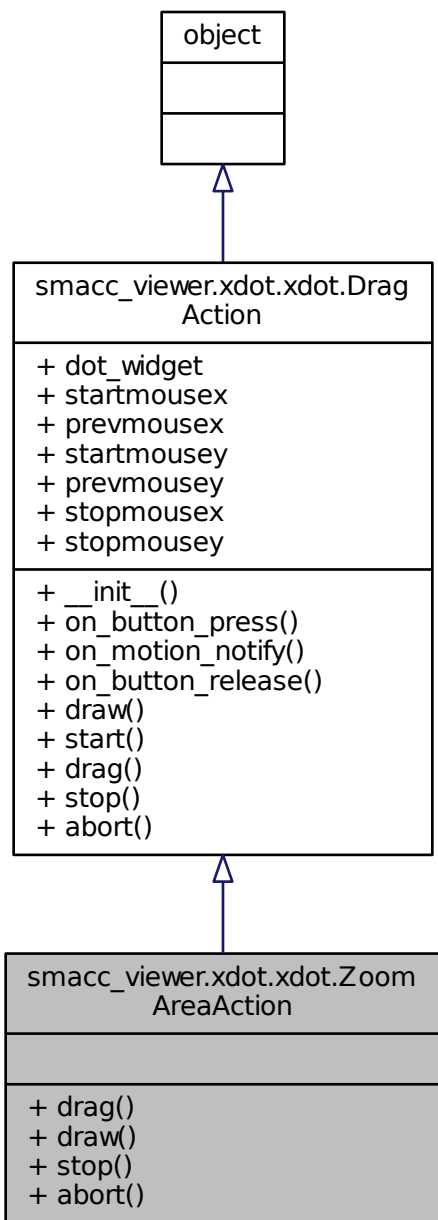 object
smacc_viewer.xdot.xdot.Drag
Action
+ dot_widget
+ startmousex
+ prevmousex
+ startmousey
+ prevmousey
+ stopmousex
+ stopmousey
+ __init__()
+ on_button_press()
+ on_motion_notify()
+ on_button_release()
+ draw()
+ start()
+ drag()
+ stop()
+ abort()
smacc_viewer.xdot.xdot.Zoom
AreaAction
+ drag()
+ draw()
+ stop()
+ abort()